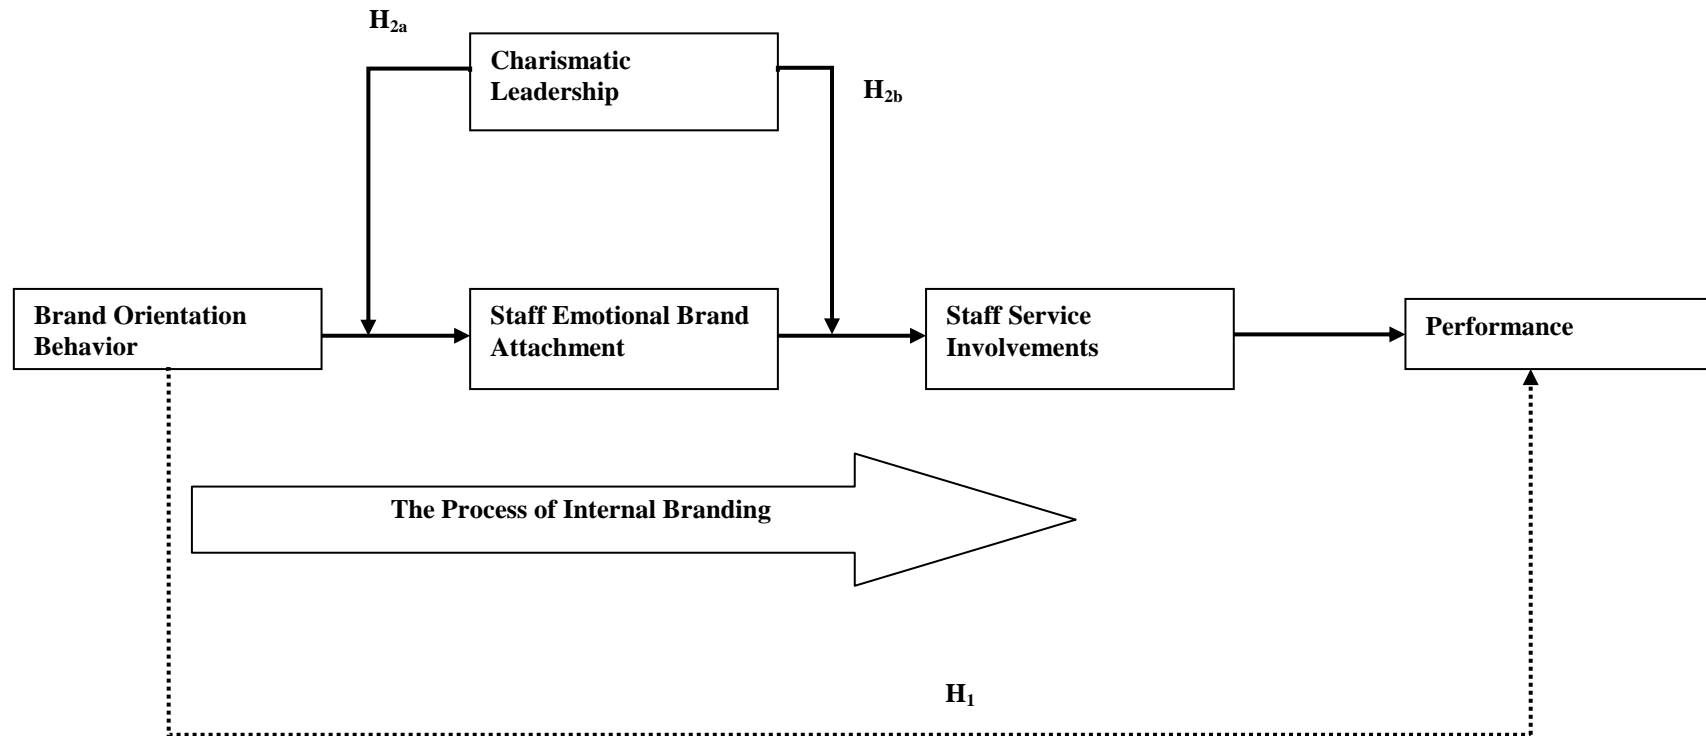 H2a
Charismatic
Leadership
H2b
Brand Orientation
Behavior
Staff Emotional Brand
Attachment
Staff Service
Involvements
Performance
The Process of Internal Branding
H1